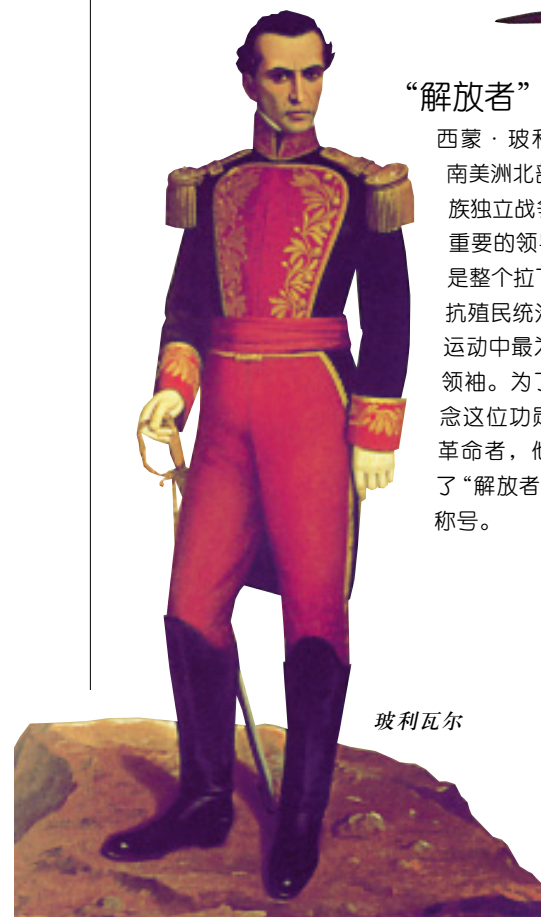 “解放者”
西蒙·玻利
南美洲北部
族独立战争
重要的领导
是整个拉丁
抗殖民统治
运动中最为
领袖。为了
念这位功勋
革命者，他
了“解放者
称号。
玻利瓦尔